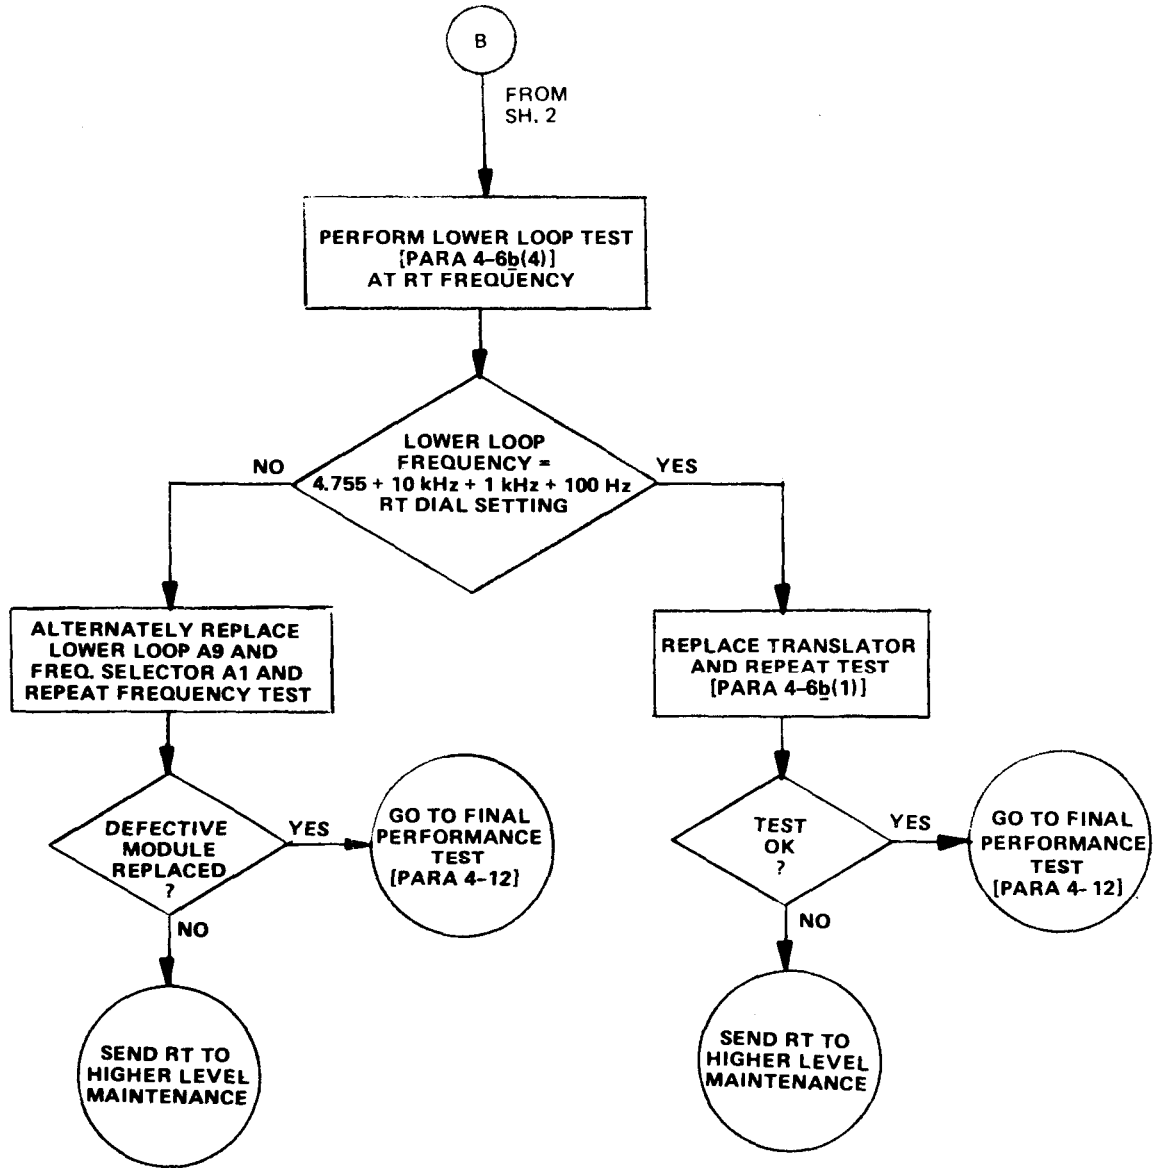 B
FROM
SH. 2
PERFORM LOWER LOOP TEST
[PARA 4-6b(4)]
AT RT FREQUENCY
LOWER LOOP
FREQUENCY =
4.755 + 10 kHz + 1 kHz + 100 Hz
RT DIAL SETTING
NO
YES
ALTERNATELY REPLACE
LOWER LOOP A9 AND
FREQ. SELECTOR A1 AND
REPEAT FREQUENCY TEST
REPLACE TRANSLATOR
AND REPEAT TEST
[PARA 4-6b(1)]
DEFECTIVE
MODULE
REPLACED
?
YES
GO TO FINAL
PERFORMANCE
TEST
[PARA 4-12]
NO
SEND RT TO
HIGHER LEVEL
MAINTENANCE
TEST
OK
?
YES
GO TO FINAL
PERFORMANCE
TEST
[PARA 4-12]
NO
SEND RT TO
HIGHER LEVEL
MAINTENANCE